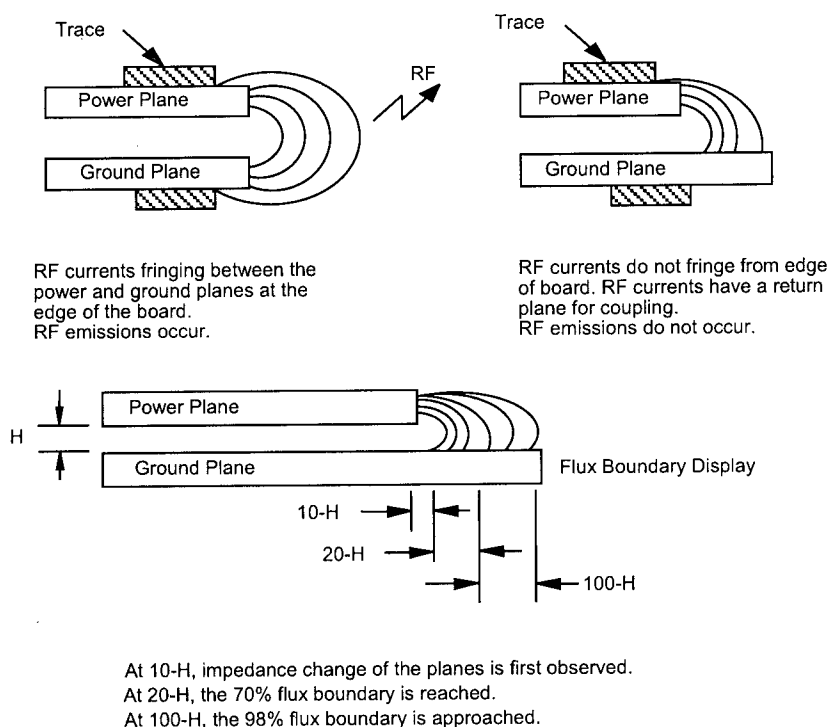 Trace
Power Plane
Ground Plane
RF
Trace
Power Plane
Ground Plane
RF currents fringing between the
power and ground planes at the
edge of the board.
RF emissions occur.
RF currents do not fringe from edge
of board. RF currents have a return
plane for coupling.
RF emissions do not occur.
H
Power Plane
Ground Plane
Flux Boundary Display
10-H
20-H
100-H
At 10-H, impedance change of the planes is first observed.
At 20-H, the 70% flux boundary is reached.
At 100-H, the 98% flux boundary is approached.